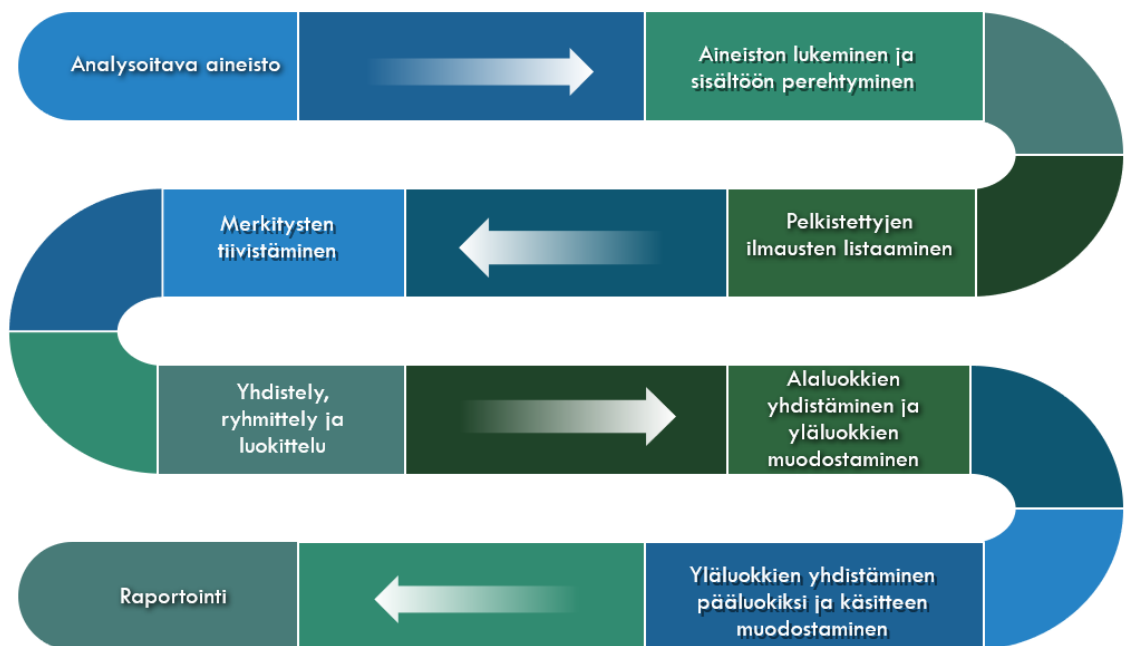 Analysoitava aineisto
Aineiston lukeminen ja
sisältöön perehtyminen
Pelkistettyjen
ilmausten listaaminen
Merkitysten
tiivistäminen
Yhdistely,
ryhmittely ja
luokittelu
Alaluokkien
yhdistäminen ja
yläluokkien
muodostaminen
Yläluokkien yhdistäminen
pääluokiksi ja käsitteen
muodostaminen
Raportointi